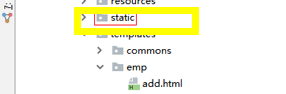 resources
static
templates
commons
emp
add.html